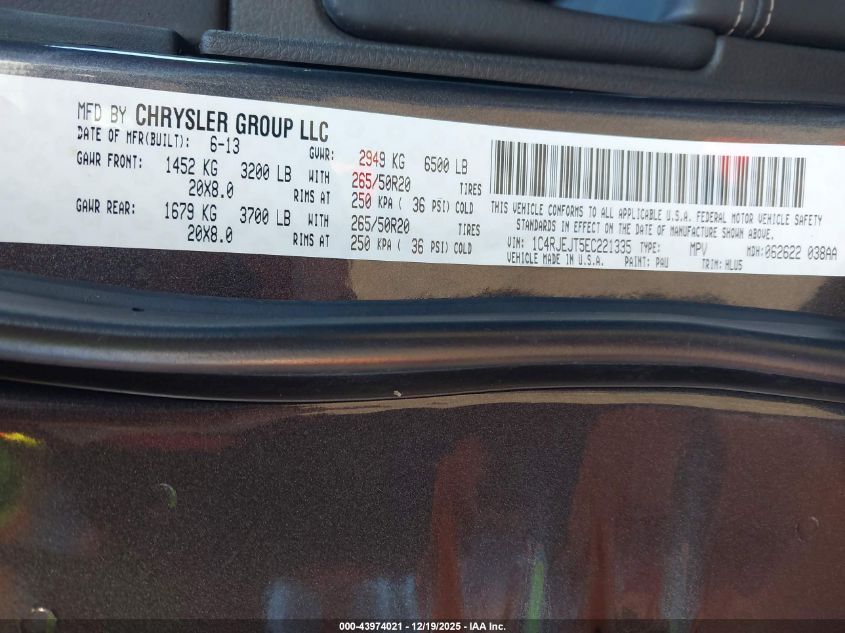 MFD BY CHRYSLER GROUP LLC
DATE OF MFR(BUILT): 6-13 GVWR: 2949 KG 6500 LB
GAWR FRONT: 1452 KG 3200 LB WITH 265/50R20 TIRES
20X8.0 RIMS AT 250 KPA ( 36 PSI) COLD
GAWR REAR: 1679 KG 3700 LB WITH 265/50R20 TIRES
20X8.0 RIMS AT 250 KPA ( 36 PSI) COLD
THIS VEHICLE CONFORMS TO ALL APPLICABLE U.S.A. FEDERAL MOTOR VEHICLE SAFETY
STANDARDS IN EFFECT ON THE DATE OF MANUFACTURE SHOWN ABOVE.
VIN: 1C4RJEJT5EC221335 TYPE: MPV MDH: 062622 038AA
VEHICLE MADE IN U.S.A. PAINT: PAU TRIM: HLU5
000-43974021 - 12/19/2025 - IAA Inc.